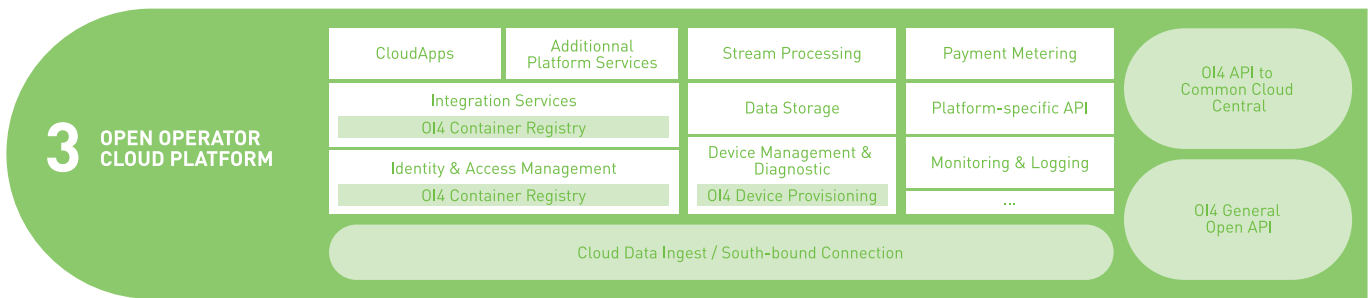 3
OPEN OPERATOR
CLOUD PLATFORM
CloudApps
Additionnal
Platform Services
Integration Services
OI4 Container Registry
Identity & Access Management
OI4 Container Registry
Stream Processing
Data Storage
Device Management &
Diagnostic
OI4 Device Provisioning
Payment Metering
Platform-specific API
Monitoring & Logging
...
Cloud Data Ingest / South-bound Connection
OI4 API to
Common Cloud
Central
OI4 General
Open API